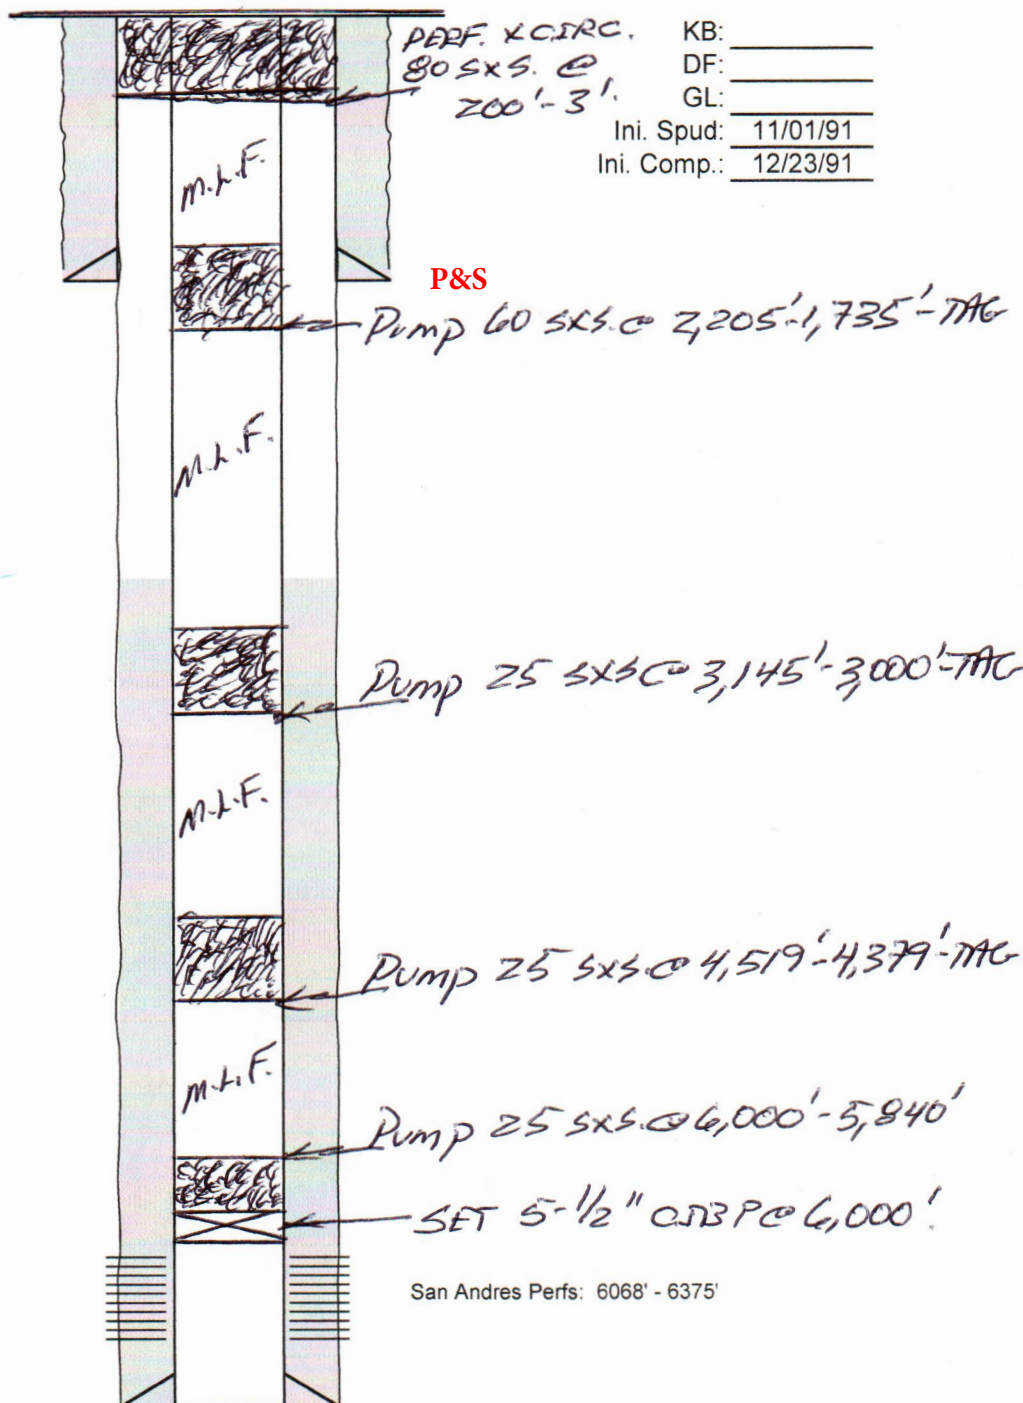 PERF. X CIRC.
80 SXS. @
200'-3'.
KB:
DF:
GL:
Ini. Spud: 11/01/91
Ini. Comp.: 12/23/91
M.L.F.
P&S
Pump 60 SXS. @ 2,205'-1,735'-TAG
M.L.F.
Pump 25 SXS @ 3,145'-3,000'-TAG
M.L.F.
Pump 25 SXS. @ 4,519'-4,379'-TAG
M.L.F.
Pump 25 SXS. @ 6,000'-5,840'
SET 5-1/2" CIBP @ 6,000'.
San Andres Perfs: 6068' - 6375'